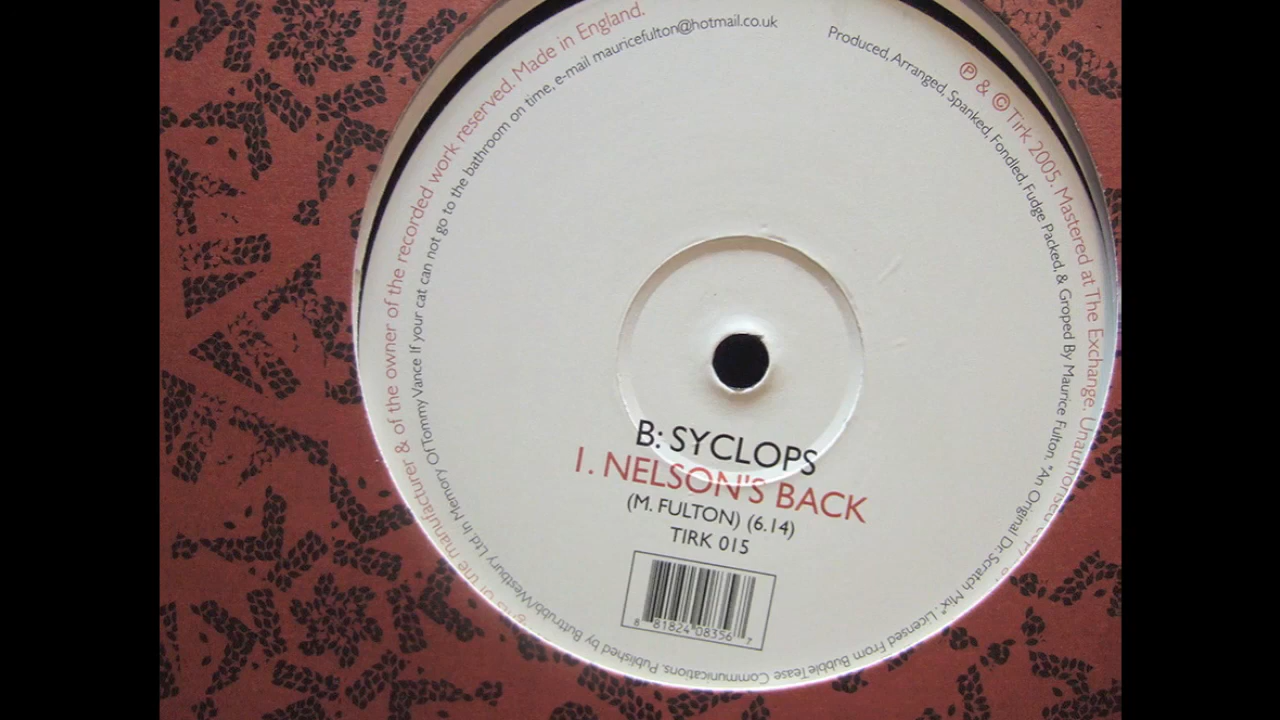 ℗ & © Tirk 2005. Mastered at The Exchange. Unauthorised copy of the manufacturer & of the owner of the recorded work reserved. Made in England.
Produced, Arranged, Spanked, Fondled, Fudge Packed, & Groped By Maurice Fulton. "An Original Dr. Scratch Mix". Licensed From BubbleTease Communications. Published by Buttrubb/Westbury Ltd. In Memory Of Tommy Vance If your cat can not go to the bathroom on time, e-mail mauricefulton@hotmail.co.uk
B: SYCLOPS
1. NELSON'S BACK
(M. FULTON) (6.14)
TIRK 015
8 81824 08356 7